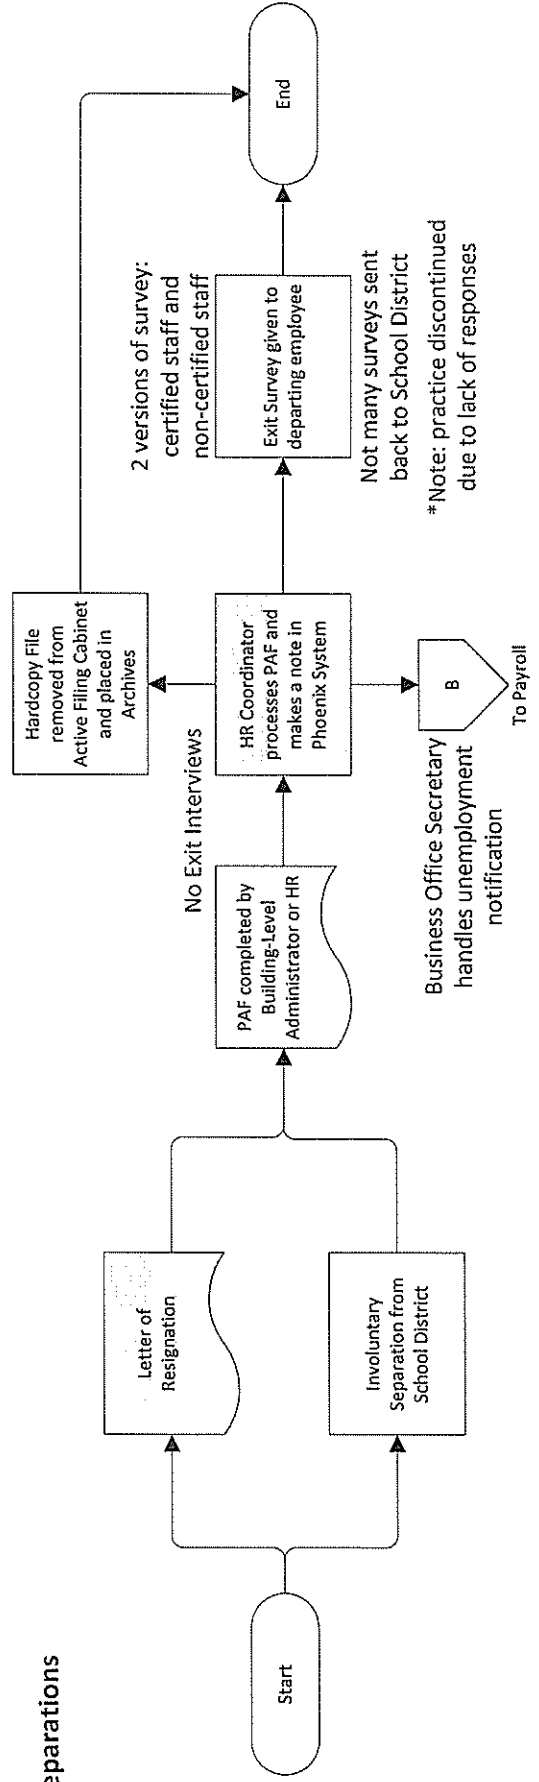 eparations
Start
Letter of
Resignation
Involuntary
Separation from
School District
PAF completed by
Building-Level
Administrator or HR
No Exit Interviews
HR Coordinator
processes PAF and
makes a note in
Phoenix System
Hardcopy File
removed from
Active Filing Cabinet
and placed in
Archives
B
To Payroll
Business Office Secretary
handles unemployment
notification
2 versions of survey:
certified staff and
non-certified staff
Exit Survey given to
departing employee
Not many surveys sent
back to School District
*Note: practice discontinued
due to lack of responses
End